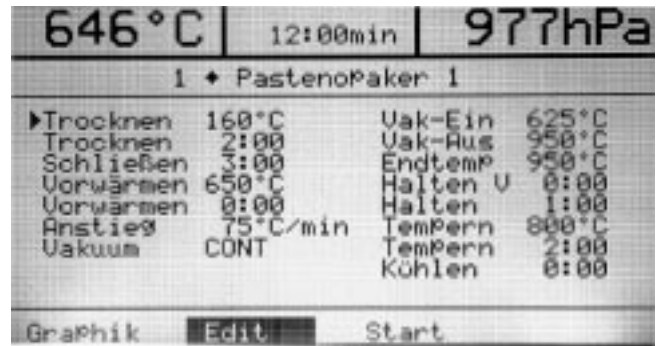 646°C 12:00min 977hPa
1 ♦ Pastenopaker 1
▶Trocknen 160°C Vak-Ein 625°C
Trocknen 2:00 Vak-Aus 950°C
Schließen 3:00 Endtemp 950°C
Vorwärmen 650°C Halten V 0:00
Vorwärmen 0:00 Halten 1:00
Anstieg 75°C/min Tempern 800°C
Vakuum CONT Tempern 2:00
Kühlen 0:00
Graphik Edit Start